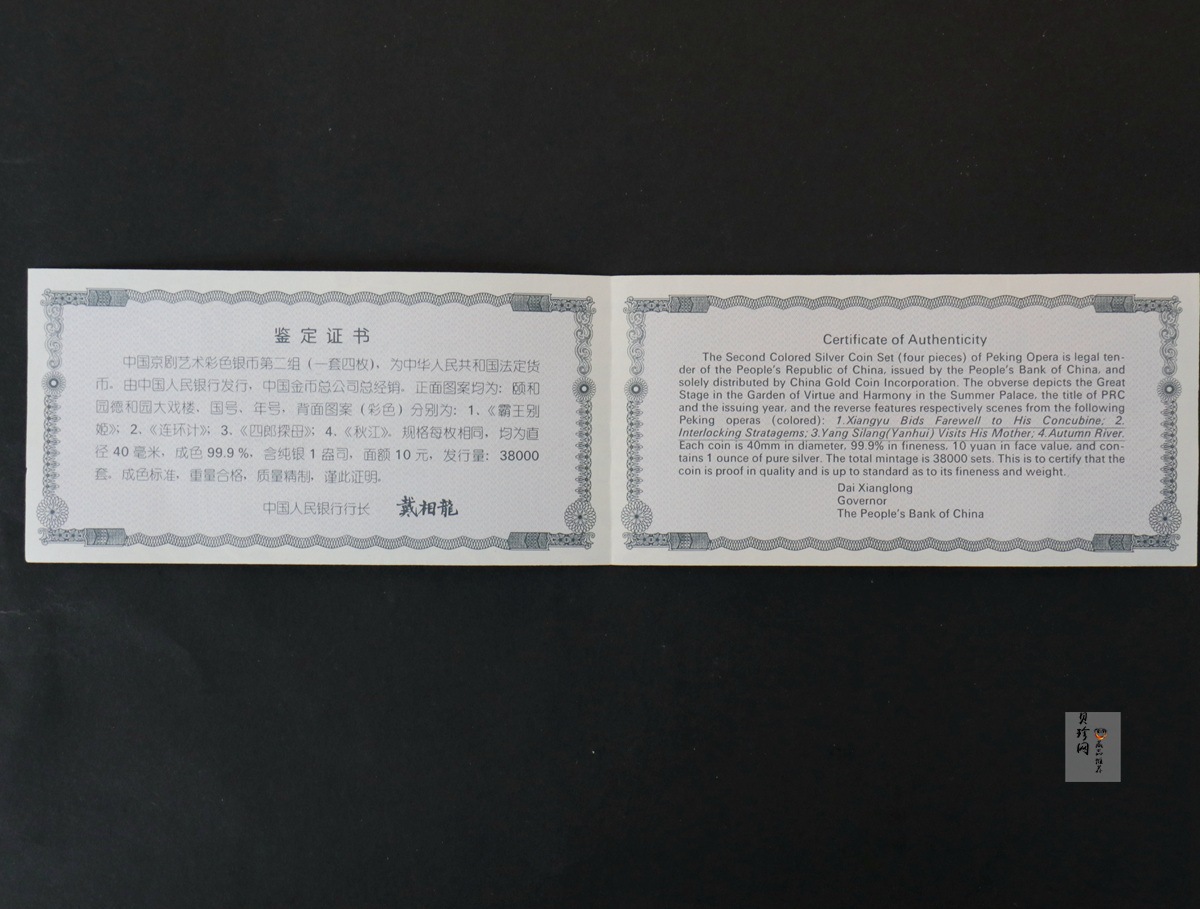 鉴定证书
中国京剧艺术彩色银币第二组(一套四枚),为中华人民共和国法定货
币、由中国人民银行发行,中国金币总公司总经销、正面图案均为:颐和
园德和园大戏楼、国号、年号,背面图案(彩色)分别为:1、《霸王别
姬》;2、《连环计》;3、《四郎探母》;4、《秋江》、规格每枚相同,均为直
径40毫米,成色99.9%,含纯银1盎司,面额10元,发行量:38000
套、成色标准,重量合格,质量精制,谨此证明。
中国人民银行行长 戴相龍
Certificate of Authenticity
The Second Colored Silver Coin Set (four pieces) of Peking Opera is legal ten-
der of the People's Republic of China, issued by the People's Bank of China, and
solely distributed by China Gold Coin Incorporation. The obverse depicts the Great
Stage in the Garden of Virtue and Harmony in the Summer Palace, the title of PRC
and the issuing year, and the reverse features respectively scenes from the following
Peking operas (colored): 1.Xiangyu Bids Farewell to His Concubine; 2.
Interlocking Stratagems; 3.Yang Silang(Yanhui) Visits His Mother; 4.Autumn River.
Each coin is 40mm in diameter, 99.9% in fineness, 10 yuan in face value, and con-
tains 1 ounce of pure silver. The total mintage is 38000 sets. This is to certify that the
coin is proof in quality and is up to standard as to its fineness and weight.
Dai Xianglong
Governor
The People's Bank of China
贝珍网
藏品推荐